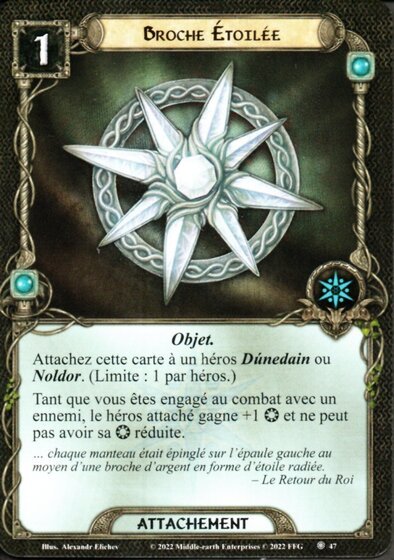 1
Broche Étoilée
Objet.
Attachez cette carte à un héros Dúnedain ou
Noldor. (Limite : 1 par héros.)
Tant que vous êtes engagé au combat avec un
ennemi, le héros attaché gagne +1 et ne peut
pas avoir sa réduite.
… chaque manteau était épinglé sur l'épaule gauche au
moyen d'une broche d'argent en forme d'étoile radiée.
– Le Retour du Roi
ATTACHEMENT
Illus. Alexandr Elichev © 2022 Middle-earth Enterprises © 2022 FFG 47